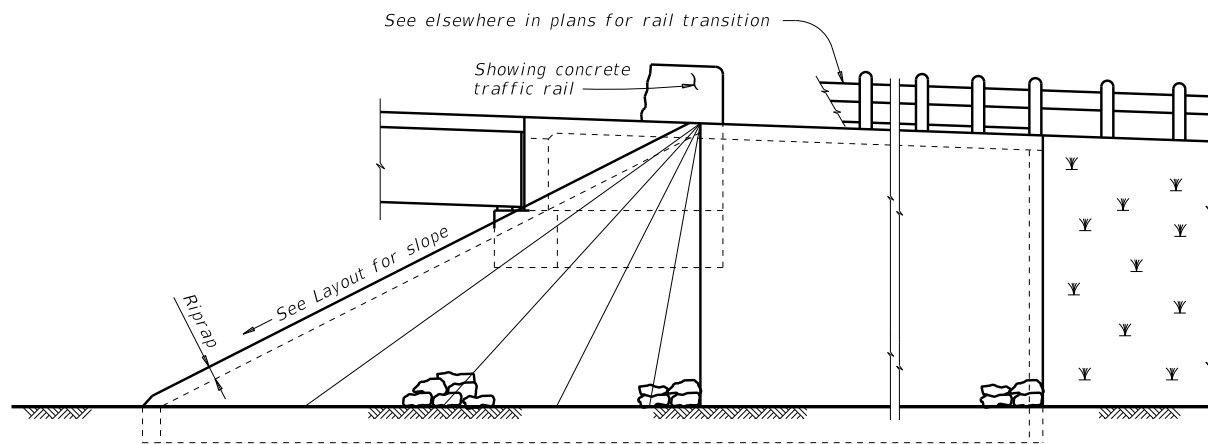 See elsewhere in plans for rail transition
Showing concrete
traffic rail
See Layout for slope
Riprap